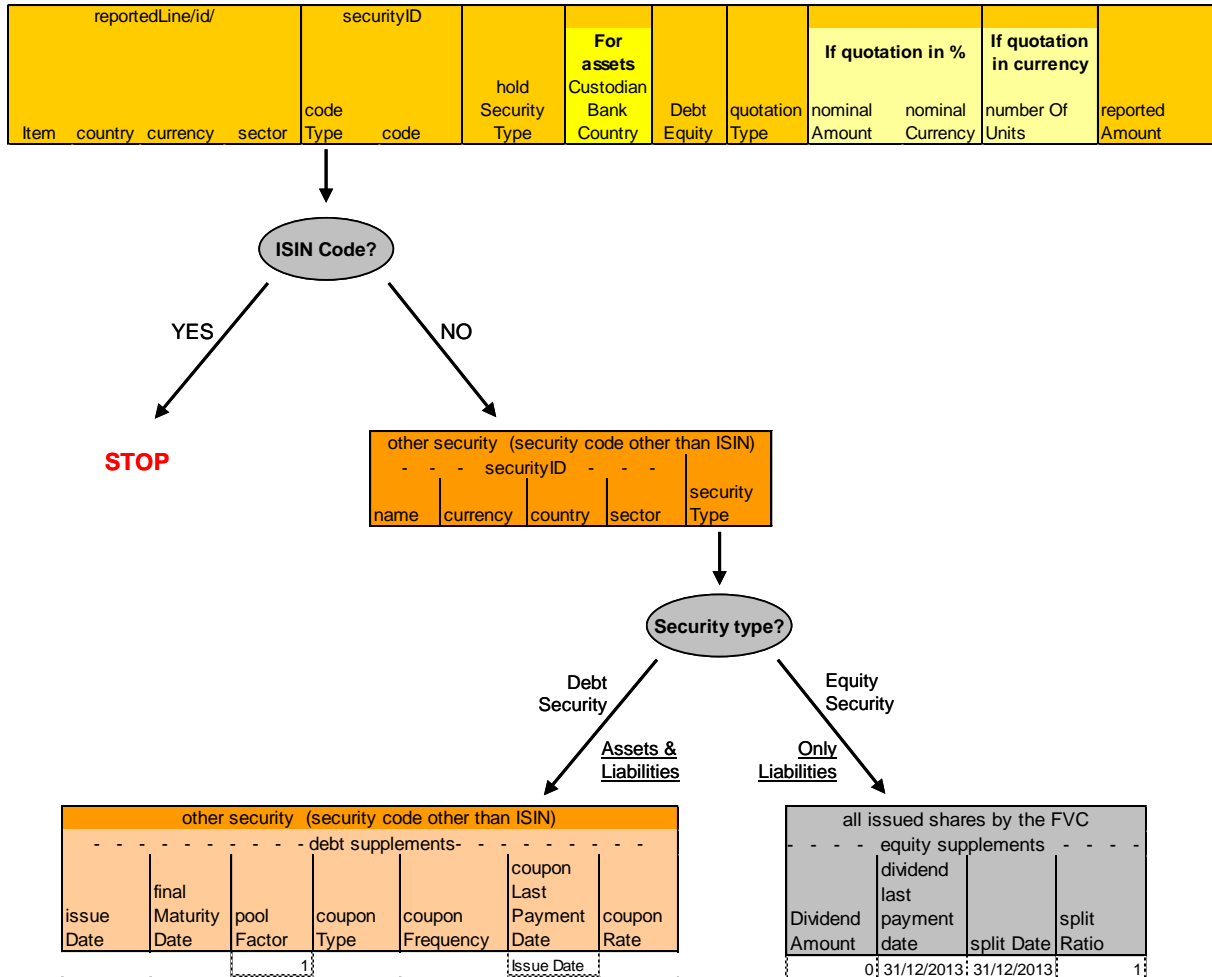 reportedLine/id/ securityID
For
assets
If quotation in %
If quotation
in currency
hold
Security
Type
Custodian
Bank
Country
Item country currency sector
code
Type
code
Debt
Equity
quotation
Type
nominal
Amount
nominal
Currency
number Of
Units
reported
Amount
ISIN Code?
YES
NO
STOP
other security (security code other than ISIN)
- - - securityID - - -
name currency country sector
security
Type
Security type?
Debt
Security
Equity
Security
Assets &
Liabilities
Only
Liabilities
other security (security code other than ISIN)
- - - - - - - - - - debt supplements- - - - - - - - - -
issue
Date
final
Maturity
Date
pool
Factor
coupon
Type
coupon
Frequency
coupon
Last
Payment
Date
coupon
Rate
1 Issue Date
all issued shares by the FVC
- - - - equity supplements - - - -
Dividend
Amount
dividend
last
payment
date
split Date
split
Ratio
0 31/12/2013 31/12/2013 1